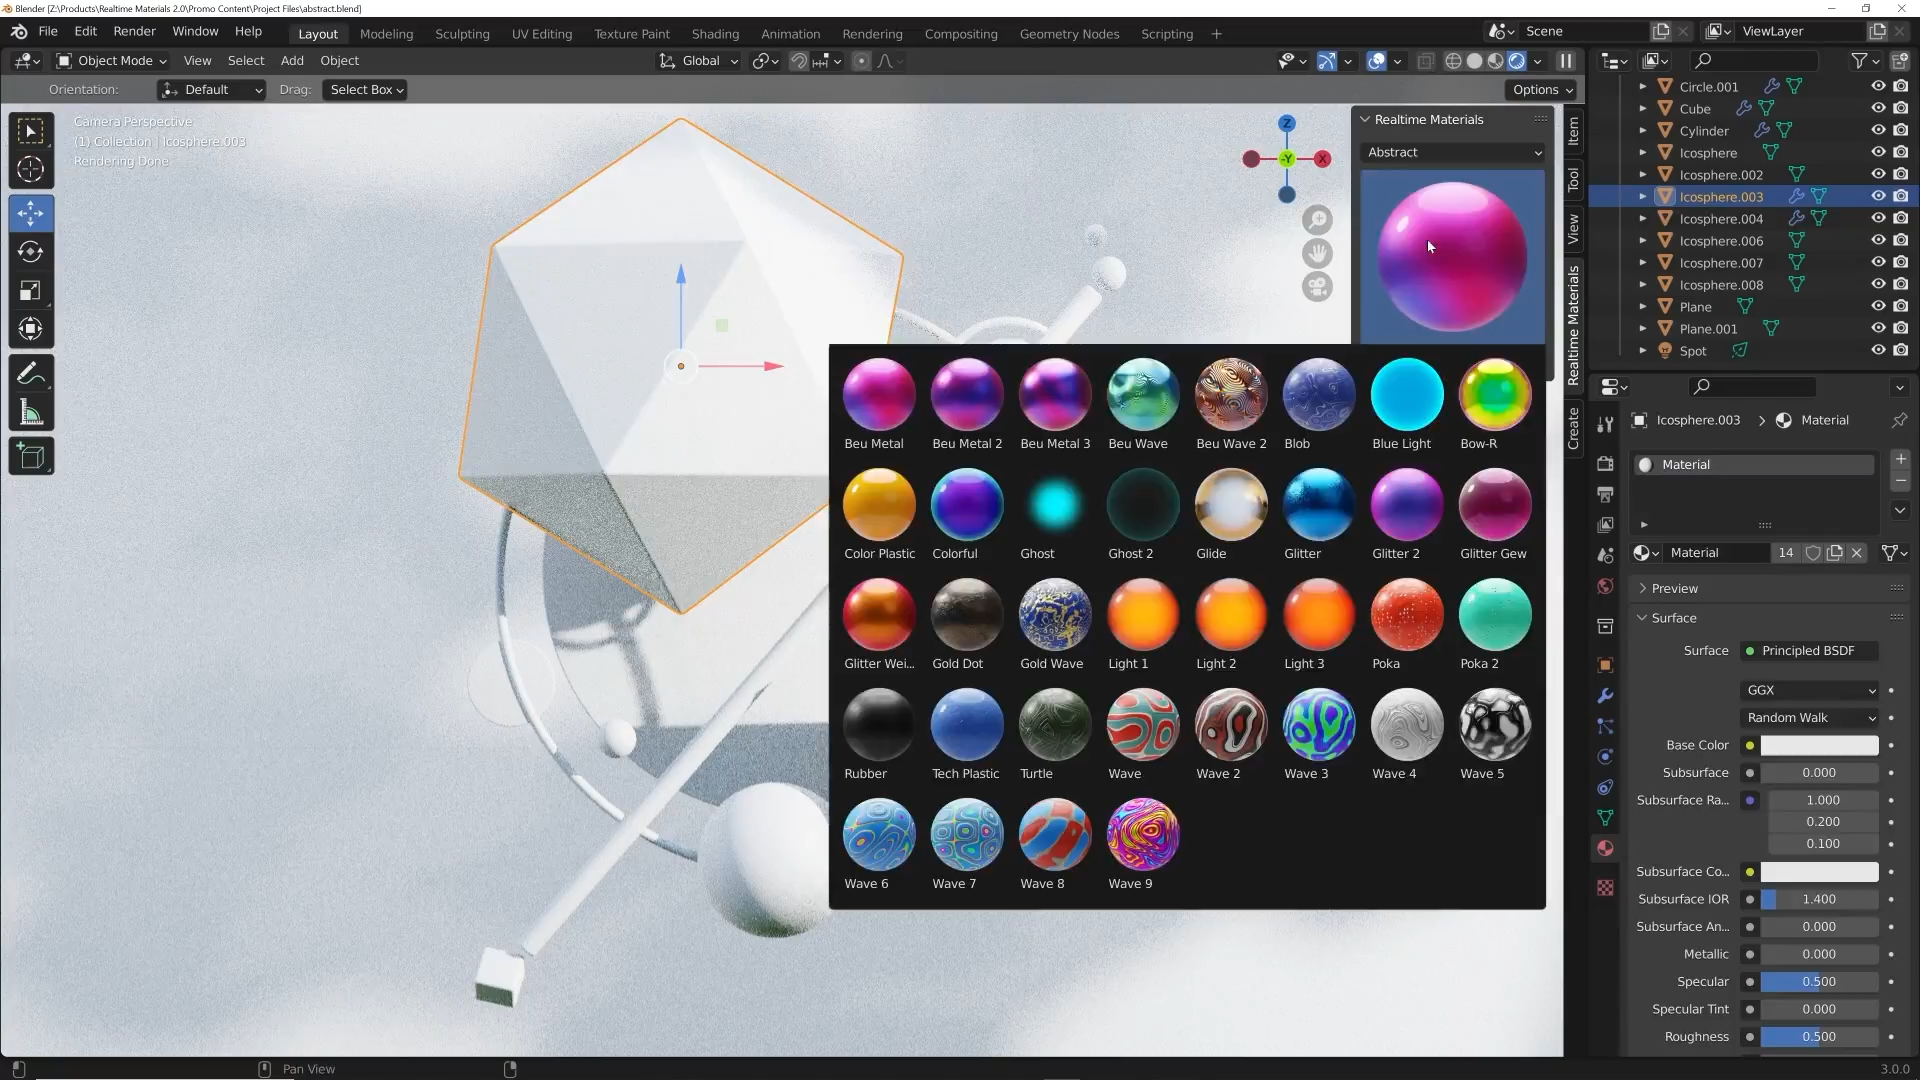 Blender [Z:\Products\Realtime Materials 2.0\Promo Content\Project Files\abstract.blend]
File Edit Render Window Help Layout Modeling Sculpting UV Editing Texture Paint Shading Animation Rendering Compositing Geometry Nodes Scripting + Scene ViewLayer
Object Mode View Select Add Object Global
Orientation: Default Drag: Select Box Options
Camera Perspective
(1) Collection | Icosphere.003
Rendering Done
Z
-Y
X
Realtime Materials
Abstract
Item
Tool
View
Realtime Materials
Create
Beu Metal Beu Metal 2 Beu Metal 3 Beu Wave Beu Wave 2 Blob Blue Light Bow-R
Color Plastic Colorful Ghost Ghost 2 Glide Glitter Glitter 2 Glitter Gew
Glitter Wei... Gold Dot Gold Wave Light 1 Light 2 Light 3 Poka Poka 2
Rubber Tech Plastic Turtle Wave Wave 2 Wave 3 Wave 4 Wave 5
Wave 6 Wave 7 Wave 8 Wave 9
Circle.001
Cube
Cylinder
Icosphere
Icosphere.002
Icosphere.003
Icosphere.004
Icosphere.006
Icosphere.007
Icosphere.008
Plane
Plane.001
Spot
Icosphere.003 > Material
Material
Material 14
Preview
Surface
Surface Principled BSDF
GGX
Random Walk
Base Color
Subsurface 0.000
Subsurface Ra... 1.000
0.200
0.100
Subsurface Co...
Subsurface IOR 1.400
Subsurface An... 0.000
Metallic 0.000
Specular 0.500
Specular Tint 0.000
Roughness 0.500
Pan View
3.0.0